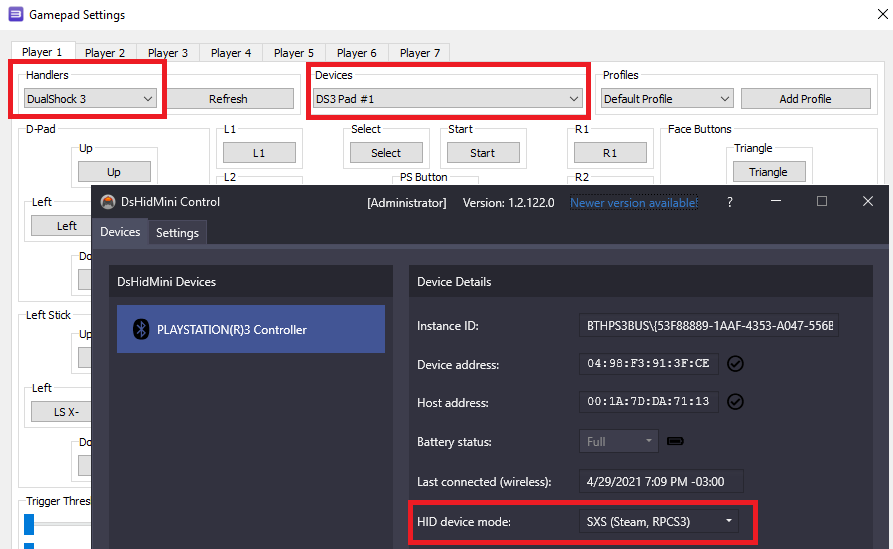 Gamepad Settings
Player 1 Player 2 Player 3 Player 4 Player 5 Player 6 Player 7
Handlers Devices Profiles
DualShock 3 Refresh DS3 Pad #1 Default Profile Add Profile
D-Pad L1 Select Start R1 Face Buttons
Up L1 Select Start R1 Triangle
Up L2 PS Button R2 Triangle
DsHidMini Control [Administrator] Version: 1.2.122.0 Newer version available! ?
Left
Left
Devices Settings
DsHidMini Devices Device Details
Left Stick
PLAYSTATION(R)3 Controller
Instance ID: BTHPS3BUS\{53F88889-1AAF-4353-A047-556B
Up
Device address: 04:98:F3:91:3F:CE
Left
Host address: 00:1A:7D:DA:71:13
LS X-
Battery status: Full
Last connected (wireless): 4/29/2021 7:09 PM -03:00
Trigger Thres
HID device mode: SXS (Steam, RPCS3)